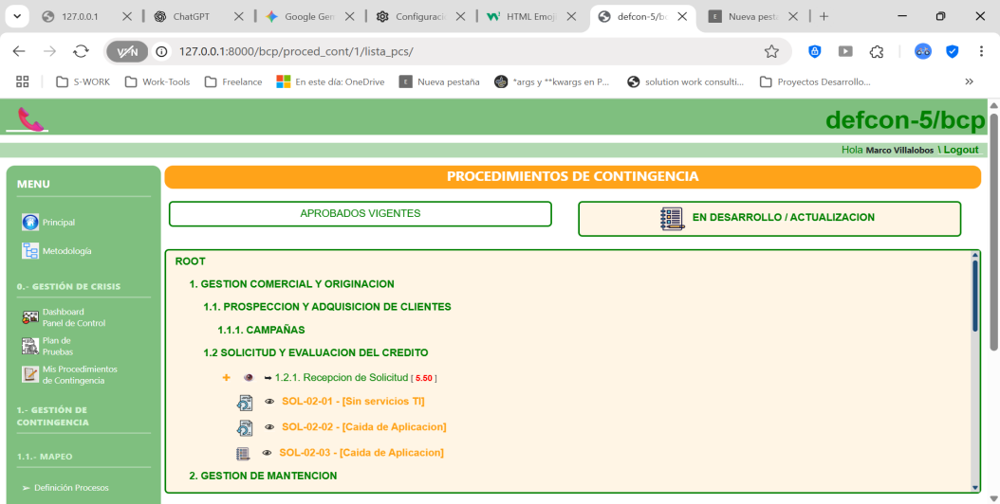 127.0.0.1
ChatGPT
Google Gen
Configuraci
HTML Emoj
defcon-5/b
Nueva pest
VPN
127.0.0.1:8000/bcp/proced_cont/1/lista_pcs/
S-WORK
Work-Tools
Freelance
En este día: OneDrive
E
Nueva pestaña
*args y **kwargs en P...
solution work consulti...
Proyectos Desarrollo...
defcon-5/bcp
Hola Marco Villalobos \ Logout
MENU
Principal
Metodología
0.- GESTIÓN DE CRISIS
Dashboard
Panel de Control
Plan de
Pruebas
Mis Procedimientos
de Contingencia
1.- GESTIÓN DE
CONTINGENCIA
1.1.- MAPEO
➢ Definición Procesos
PROCEDIMIENTOS DE CONTINGENCIA
APROBADOS VIGENTES
EN DESARROLLO / ACTUALIZACION
ROOT
1. GESTION COMERCIAL Y ORIGINACION
1.1. PROSPECCION Y ADQUISICION DE CLIENTES
1.1.1. CAMPAÑAS
1.2 SOLICITUD Y EVALUACION DEL CREDITO
1.2.1. Recepcion de Solicitud [ 5.50 ]
SOL-02-01 - [Sin servicios TI]
SOL-02-02 - [Caida de Aplicacion]
SOL-02-03 - [Caida de Aplicacion]
2. GESTION DE MANTENCION